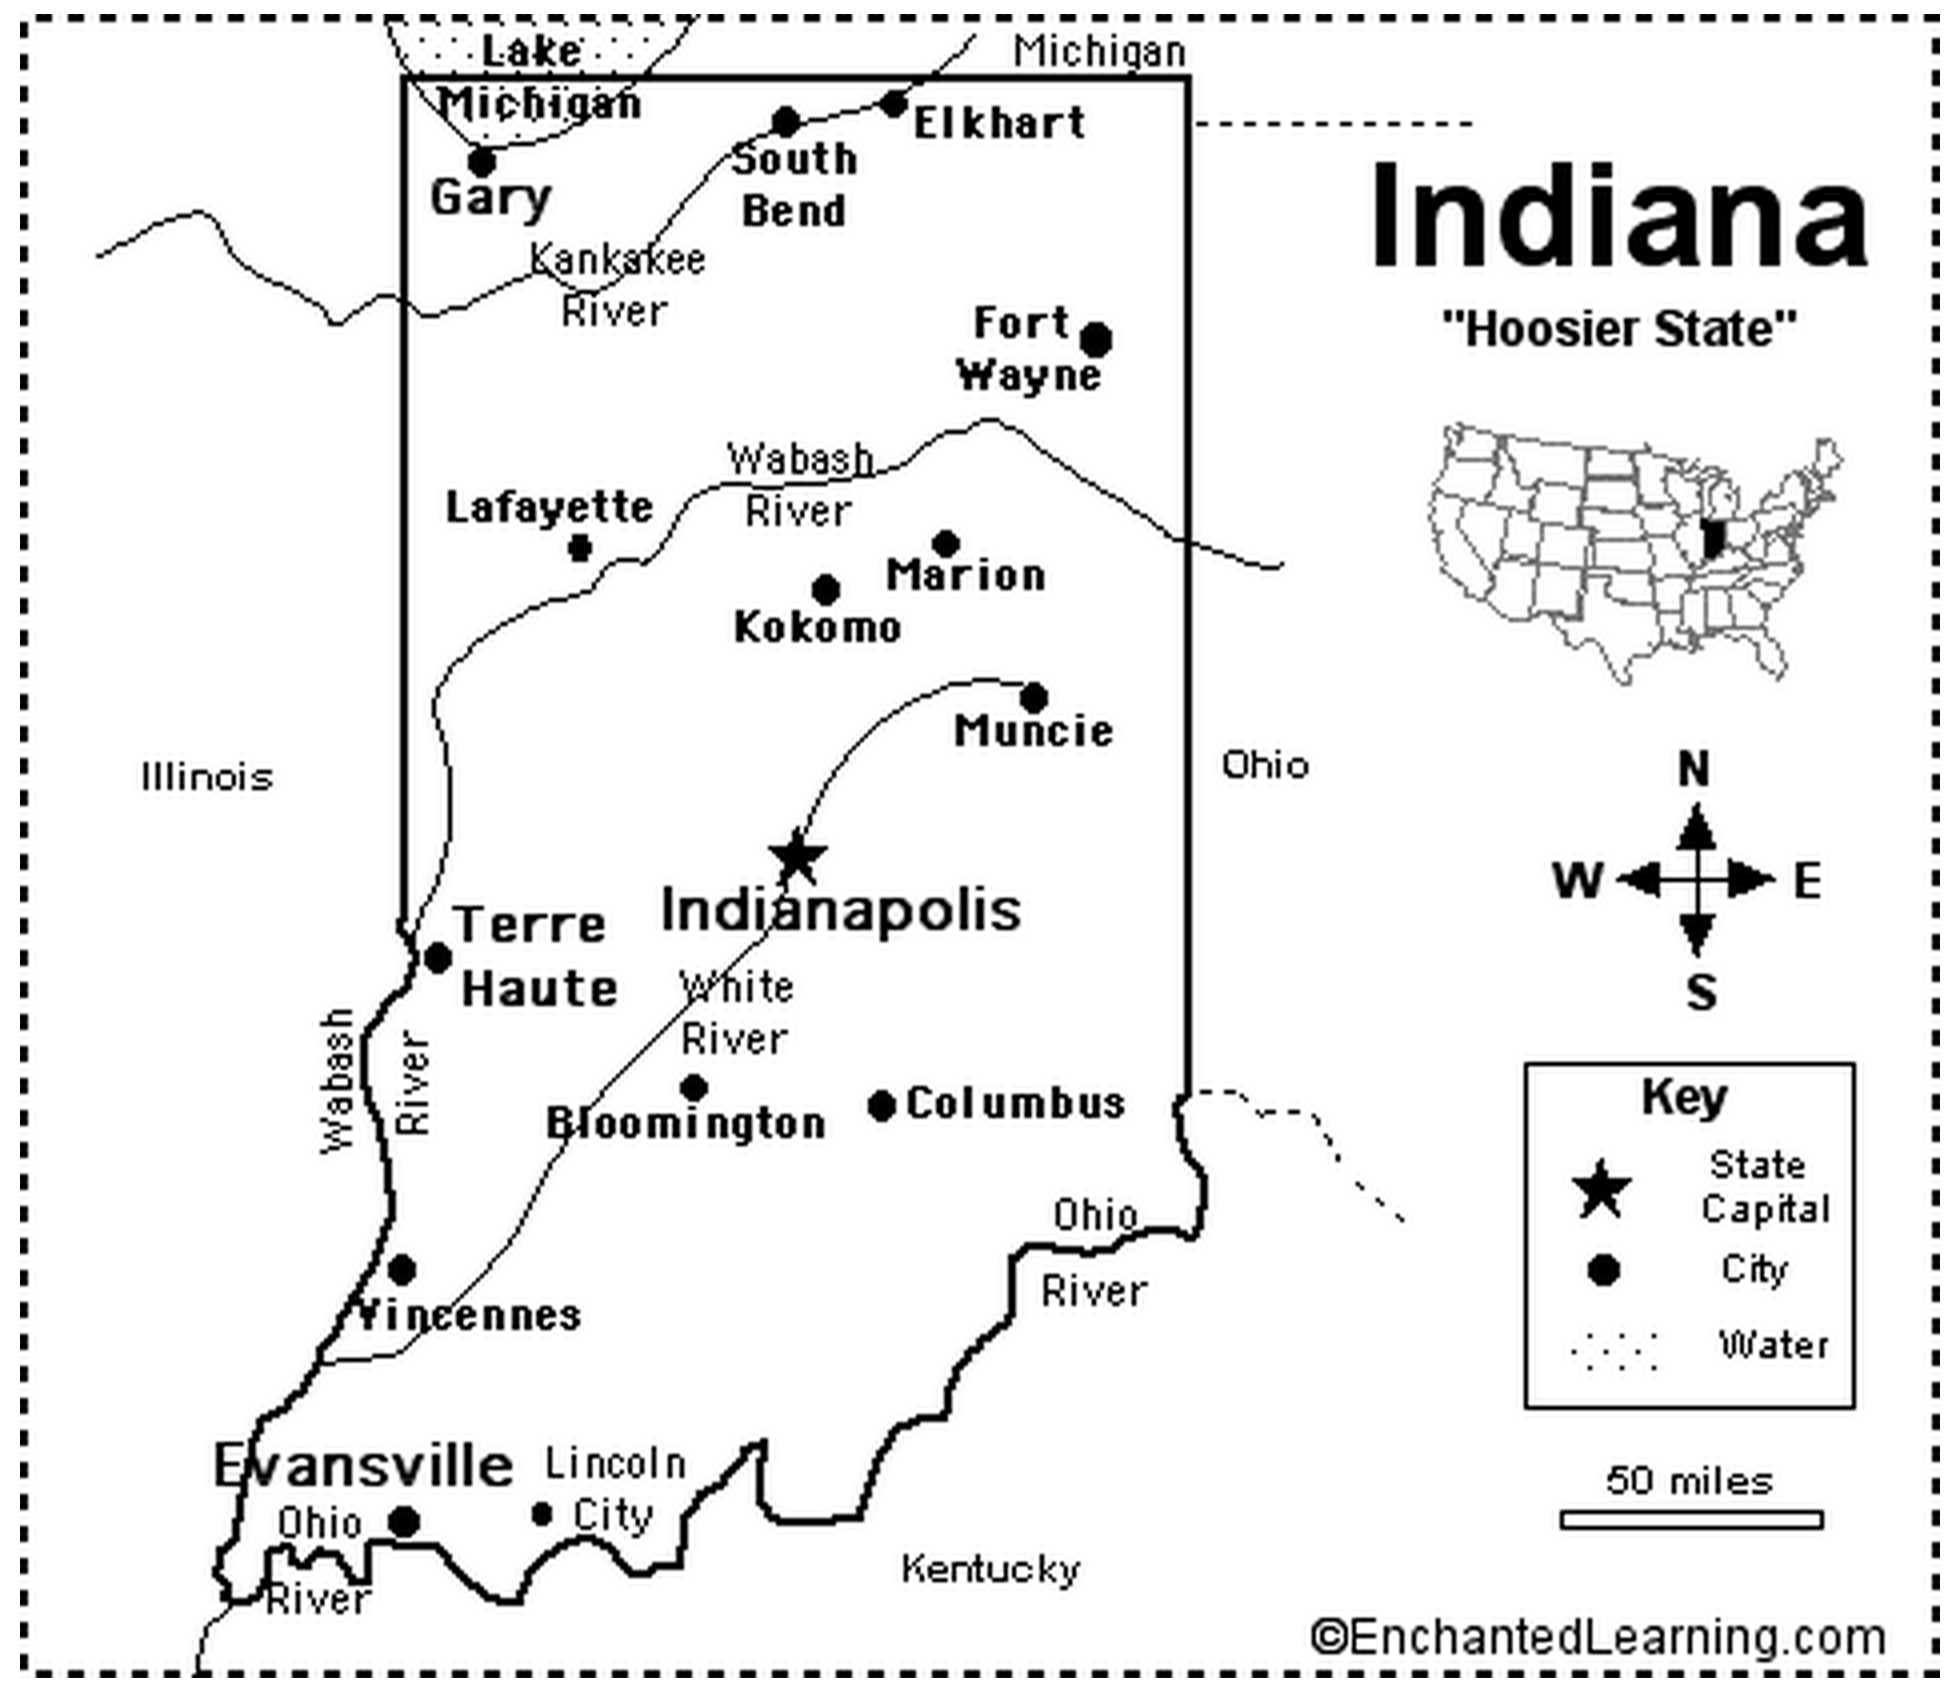 Lake
Michigan
Michigan
Elkhart
South
Bend
Gary
Kankakee
River
Indiana
"Hoosier State"
Fort
Wayne
Wabash
River
Lafayette
Marion
Kokomo
Muncie
Illinois
Ohio
N
W
E
S
Indianapolis
Terre
Haute
White
River
Wabash
River
Bloomington
Columbus
Key
State
Capital
City
Water
Ohio
River
Vincennes
Evansville
Lincoln
City
Ohio
River
50 miles
Kentucky
©EnchantedLearning.com